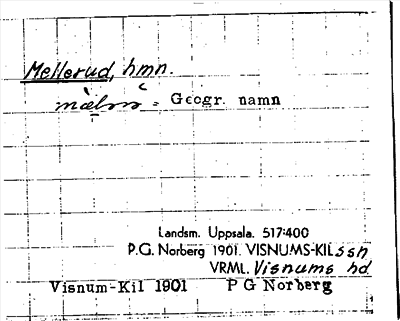 Mellerud, hmn.
Geogr. namn
Landsm. Uppsala. 517:400
P.G. Norberg 1901. VISNUMS-KIL ssn
VRML. Visnums hd
Visnum-Kil 1901 P G Norberg